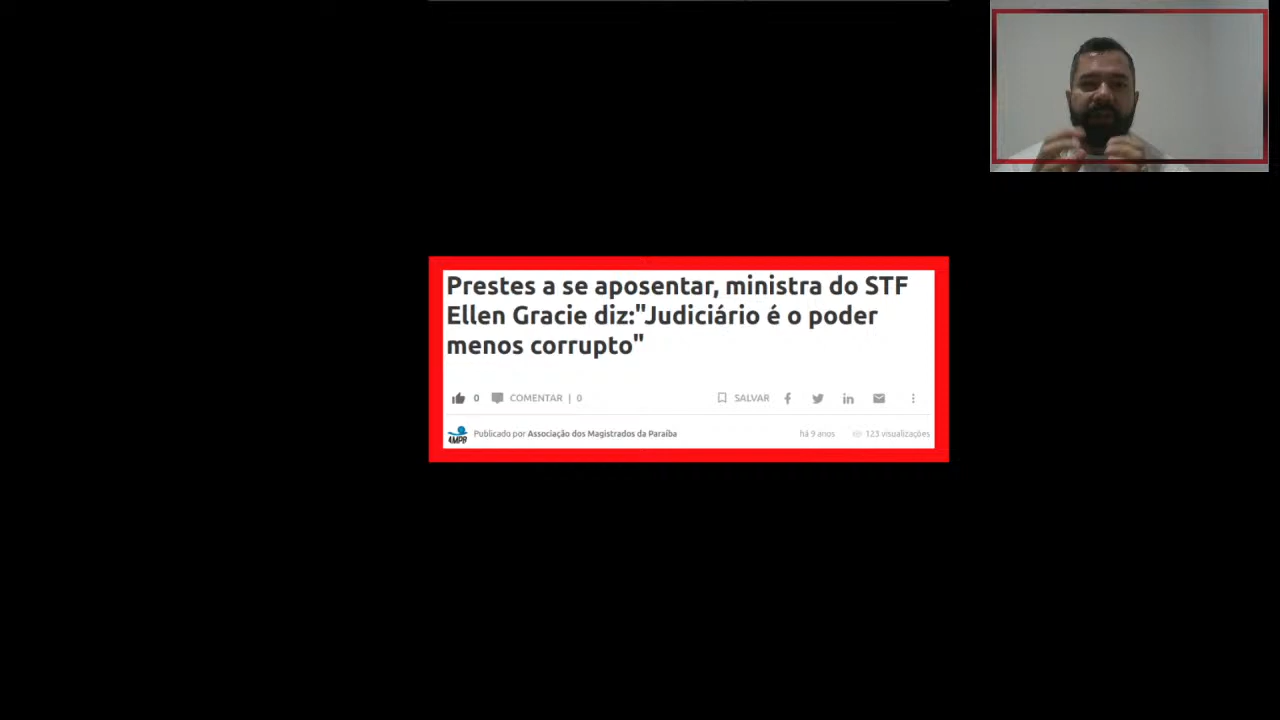 Prestes a se aposentar, ministra do STF
Ellen Gracie diz:"Judiciário é o poder
menos corrupto"
0 COMENTAR | 0 SALVAR
AMPB Publicado por Associação dos Magistrados da Paraíba há 9 anos 123 visualizações